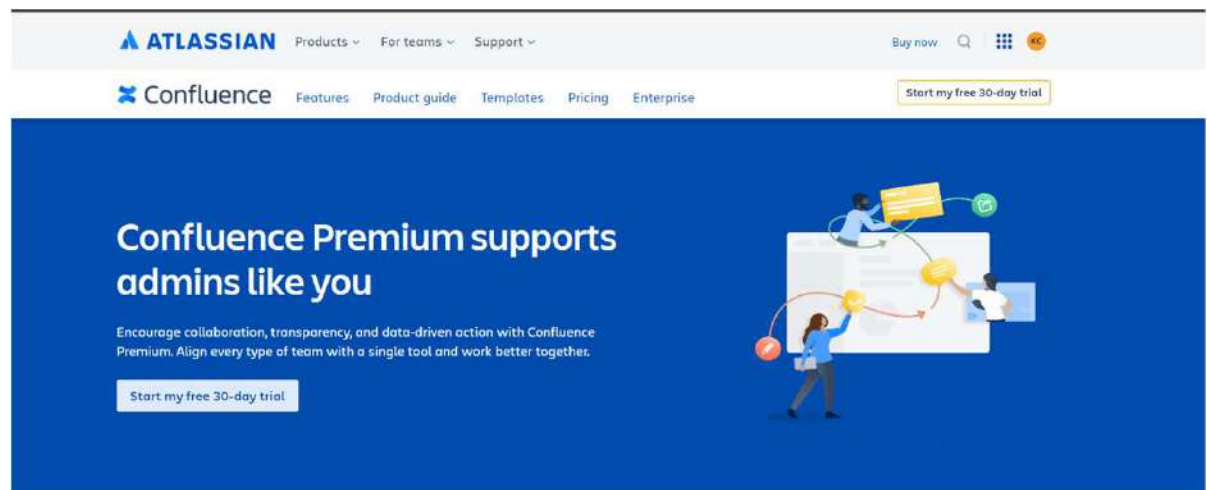 ATLASSIAN Products For teams Support Buy now KC
Confluence Features Product guide Templates Pricing Enterprise Start my free 30-day trial
Confluence Premium supports
admins like you
Encourage collaboration, transparency, and data-driven action with Confluence
Premium. Align every type of team with a single tool and work better together.
Start my free 30-day trial